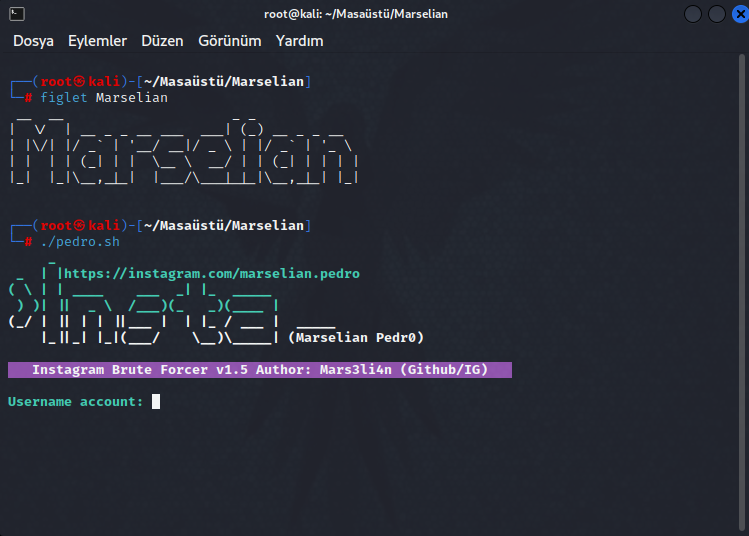 root@kali: ~/Masaüstü/Marselian
Dosya Eylemler Düzen Görünüm Yardım
┌──(root㉿kali)-[~/Masaüstü/Marselian]
└─# figlet Marselian
Marselian
┌──(root㉿kali)-[~/Masaüstü/Marselian]
└─# ./pedro.sh
https://instagram.com/marselian.pedro
(Marselian Pedr0)
Instagram Brute Forcer v1.5 Author: Mars3li4n (Github/IG)
Username account: